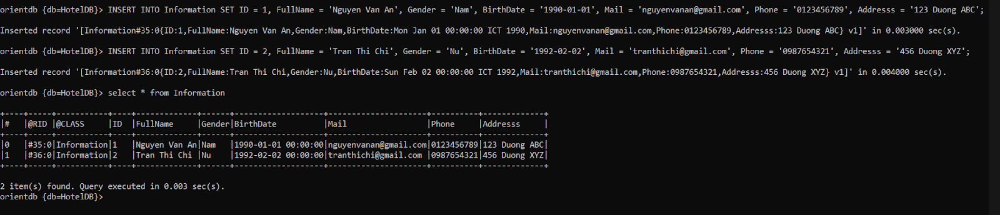 orientdb {db=HotelDB}> INSERT INTO Information SET ID = 1, FullName = 'Nguyen Van An', Gender = 'Nam', BirthDate = '1990-01-01', Mail = 'nguyenvanan@gmail.com', Phone = '0123456789', Addresss = '123 Duong ABC';
Inserted record '[Information#35:0{ID:1,FullName:Nguyen Van An,Gender:Nam,BirthDate:Mon Jan 01 00:00:00 ICT 1990,Mail:nguyenvanan@gmail.com,Phone:0123456789,Addresss:123 Duong ABC} v1]' in 0.003000 sec(s).
orientdb {db=HotelDB}> INSERT INTO Information SET ID = 2, FullName = 'Tran Thi Chi', Gender = 'Nu', BirthDate = '1992-02-02', Mail = 'tranthichi@gmail.com', Phone = '0987654321', Addresss = '456 Duong XYZ';
Inserted record '[Information#36:0{ID:2,FullName:Tran Thi Chi,Gender:Nu,BirthDate:Sun Feb 02 00:00:00 ICT 1992,Mail:tranthichi@gmail.com,Phone:0987654321,Addresss:456 Duong XYZ} v1]' in 0.004000 sec(s).
orientdb {db=HotelDB}> select * from Information
+----+-----+-----------+----+-------------+------+-------------------+---------------------+----------+-------------+
|#   |@RID |@CLASS     |ID  |FullName     |Gender|BirthDate          |Mail                 |Phone     |Addresss     |
+----+-----+-----------+----+-------------+------+-------------------+---------------------+----------+-------------+
|0   |#35:0|Information|1   |Nguyen Van An|Nam   |1990-01-01 00:00:00|nguyenvanan@gmail.com|0123456789|123 Duong ABC|
|1   |#36:0|Information|2   |Tran Thi Chi |Nu    |1992-02-02 00:00:00|tranthichi@gmail.com |0987654321|456 Duong XYZ|
+----+-----+-----------+----+-------------+------+-------------------+---------------------+----------+-------------+
2 item(s) found. Query executed in 0.003 sec(s).
orientdb {db=HotelDB}>